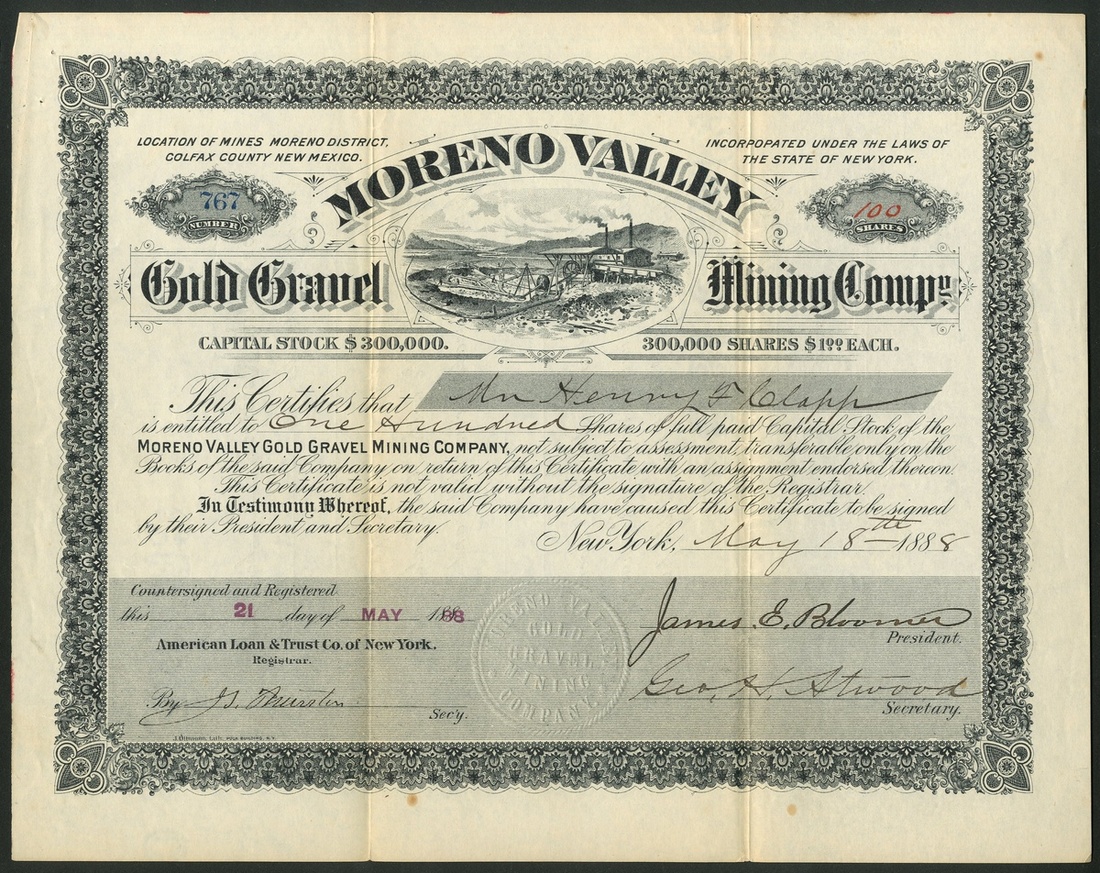 LOCATION OF MINES MORENO DISTRICT,
COLFAX COUNTY NEW MEXICO.
INCORPOPATED UNDER THE LAWS OF
THE STATE OF NEW YORK.
MORENO VALLEY
767
NUMBER
100
SHARES
Gold Gravel Mining Compy
CAPITAL STOCK $300,000.
300,000 SHARES $1.00 EACH.
This Certifies that Mr Henry F Clapp
is entitled to One Hundred Shares of full paid Capital Stock of the
MORENO VALLEY GOLD GRAVEL MINING COMPANY, not subject to assessment, transferable only on the
Books of the said Company on return of this Certificate with an assignment endorsed thereon.
This Certificate is not valid without the signature of the Registrar.
In Testimony Whereof, the said Company have caused this Certificate to be signed
by their President and Secretary.
New York, May 18th 1888
Countersigned and Registered
this 21 day of MAY 1888
American Loan & Trust Co. of New York.
Registrar.
By Sec'y.
James E. Bloomer
President.
Geo. H. Atwood
Secretary.
MORENO VALLEY
GOLD
GRAVEL
MINING
COMPANY.